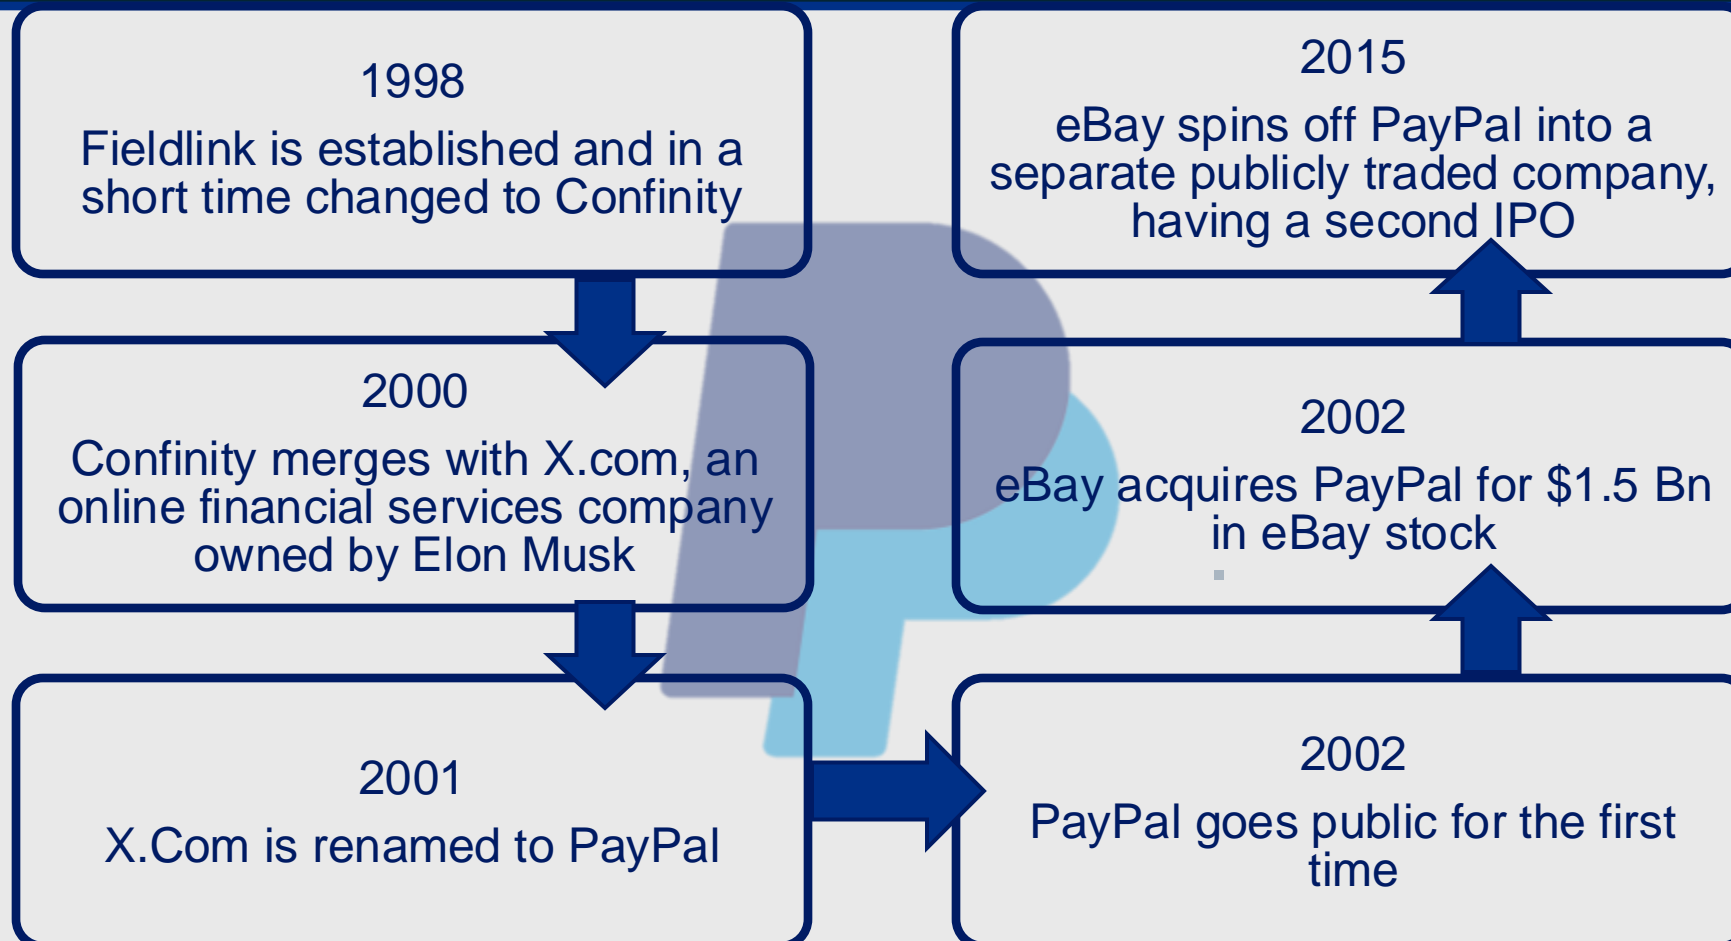 1998
Fieldlink is established and in a
short time changed to Confinity
2000
Confinity merges with X.com, an
online financial services company
owned by Elon Musk
2001
X.Com is renamed to PayPal
2002
PayPal goes public for the first
time
2002
eBay acquires PayPal for $1.5 Bn
in eBay stock
2015
eBay spins off PayPal into a
separate publicly traded company,
having a second IPO